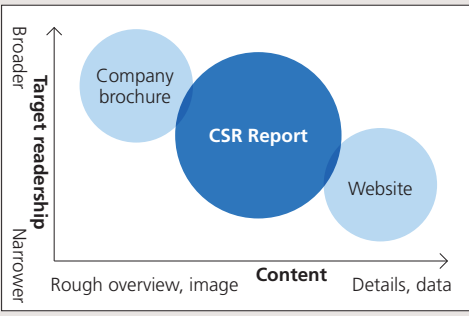 Broader
Target readership
Narrower
Company
brochure
CSR Report
Website
Rough overview, image
Content
Details, data